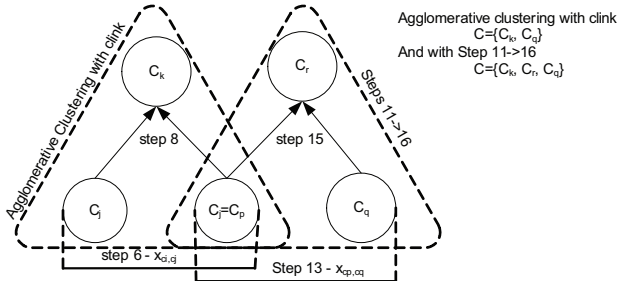 Agglomerative clustering with clink
C={Ck, Cq}
And with Step 11->16
C={Ck, Cr, Cq}
Agglomerative Clustering with clink
Steps 11->16
Ck
Cr
step 8
step 15
Cj
Cj=Cp
Cq
step 6 - xci,cj
Step 13 - xcp,cq